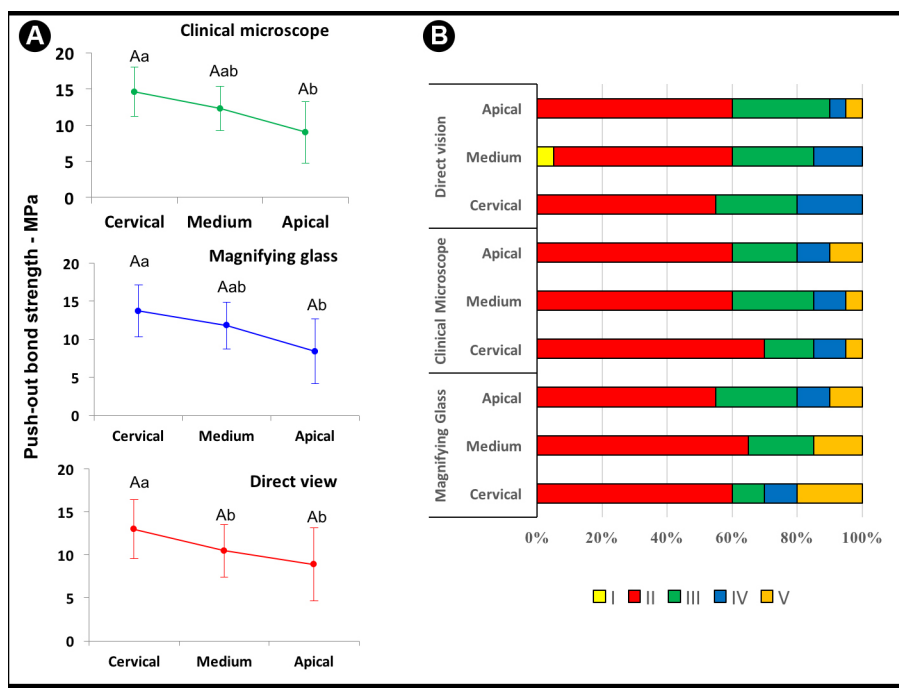 A
Clinical microscope
Push-out bond strength - MPa
20
15
10
5
0
Aa
Aab
Ab
Cervical
Medium
Apical
Magnifying glass
20
15
10
5
0
Aa
Aab
Ab
Cervical
Medium
Apical
Direct view
20
15
10
5
0
Aa
Ab
Ab
Cervical
Medium
Apical
B
Direct vision
Apical
Medium
Cervical
Clinical Microscope
Apical
Medium
Cervical
Magnifying Glass
Apical
Medium
Cervical
0%
20%
40%
60%
80%
100%
I
II
III
IV
V